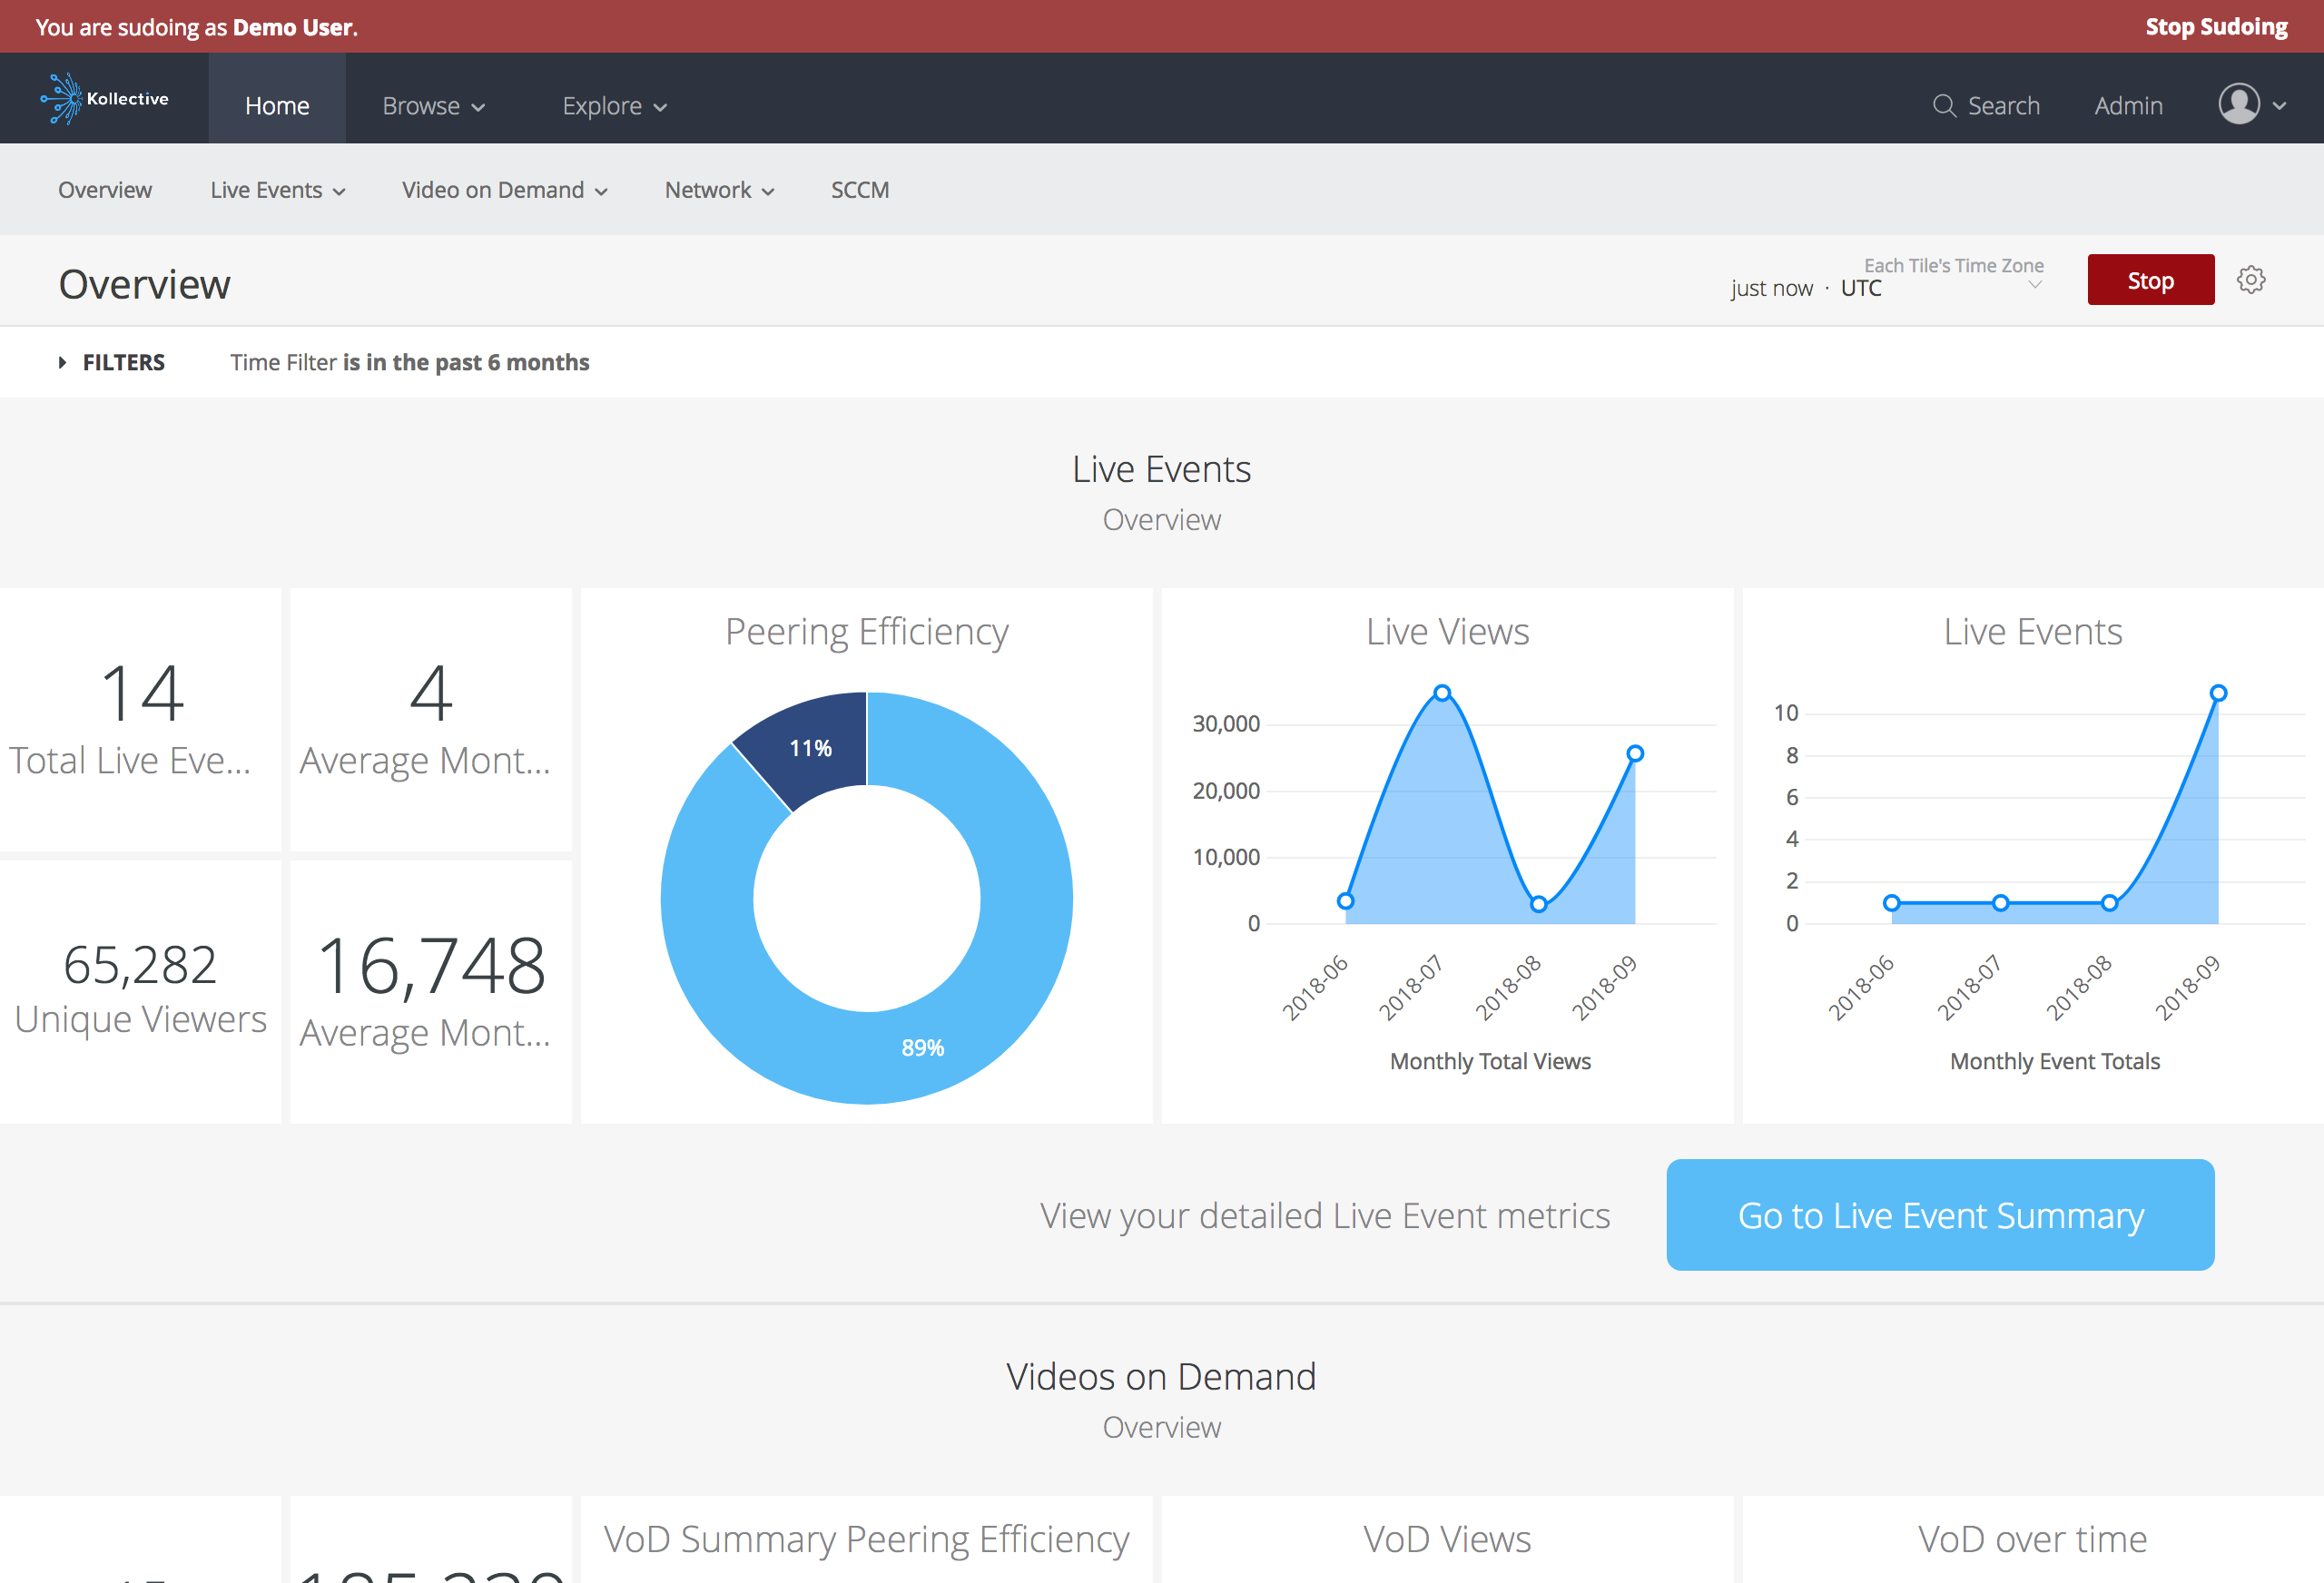 You are sudoing as Demo User.
Stop Sudoing
Kollective
Home
Browse
Explore
Search
Admin
Overview
Live Events
Video on Demand
Network
SCCM
Overview
Each Tile's Time Zone
just now · UTC
Stop
FILTERS
Time Filter is in the past 6 months
Live Events
Overview
14
Total Live Eve...
4
Average Mont...
65,282
Unique Viewers
16,748
Average Mont...
Peering Efficiency
11%
89%
Live Views
30,000
20,000
10,000
0
2018-06
2018-07
2018-08
2018-09
Monthly Total Views
Live Events
10
8
6
4
2
0
2018-06
2018-07
2018-08
2018-09
Monthly Event Totals
View your detailed Live Event metrics
Go to Live Event Summary
Videos on Demand
Overview
VoD Summary Peering Efficiency
VoD Views
VoD over time